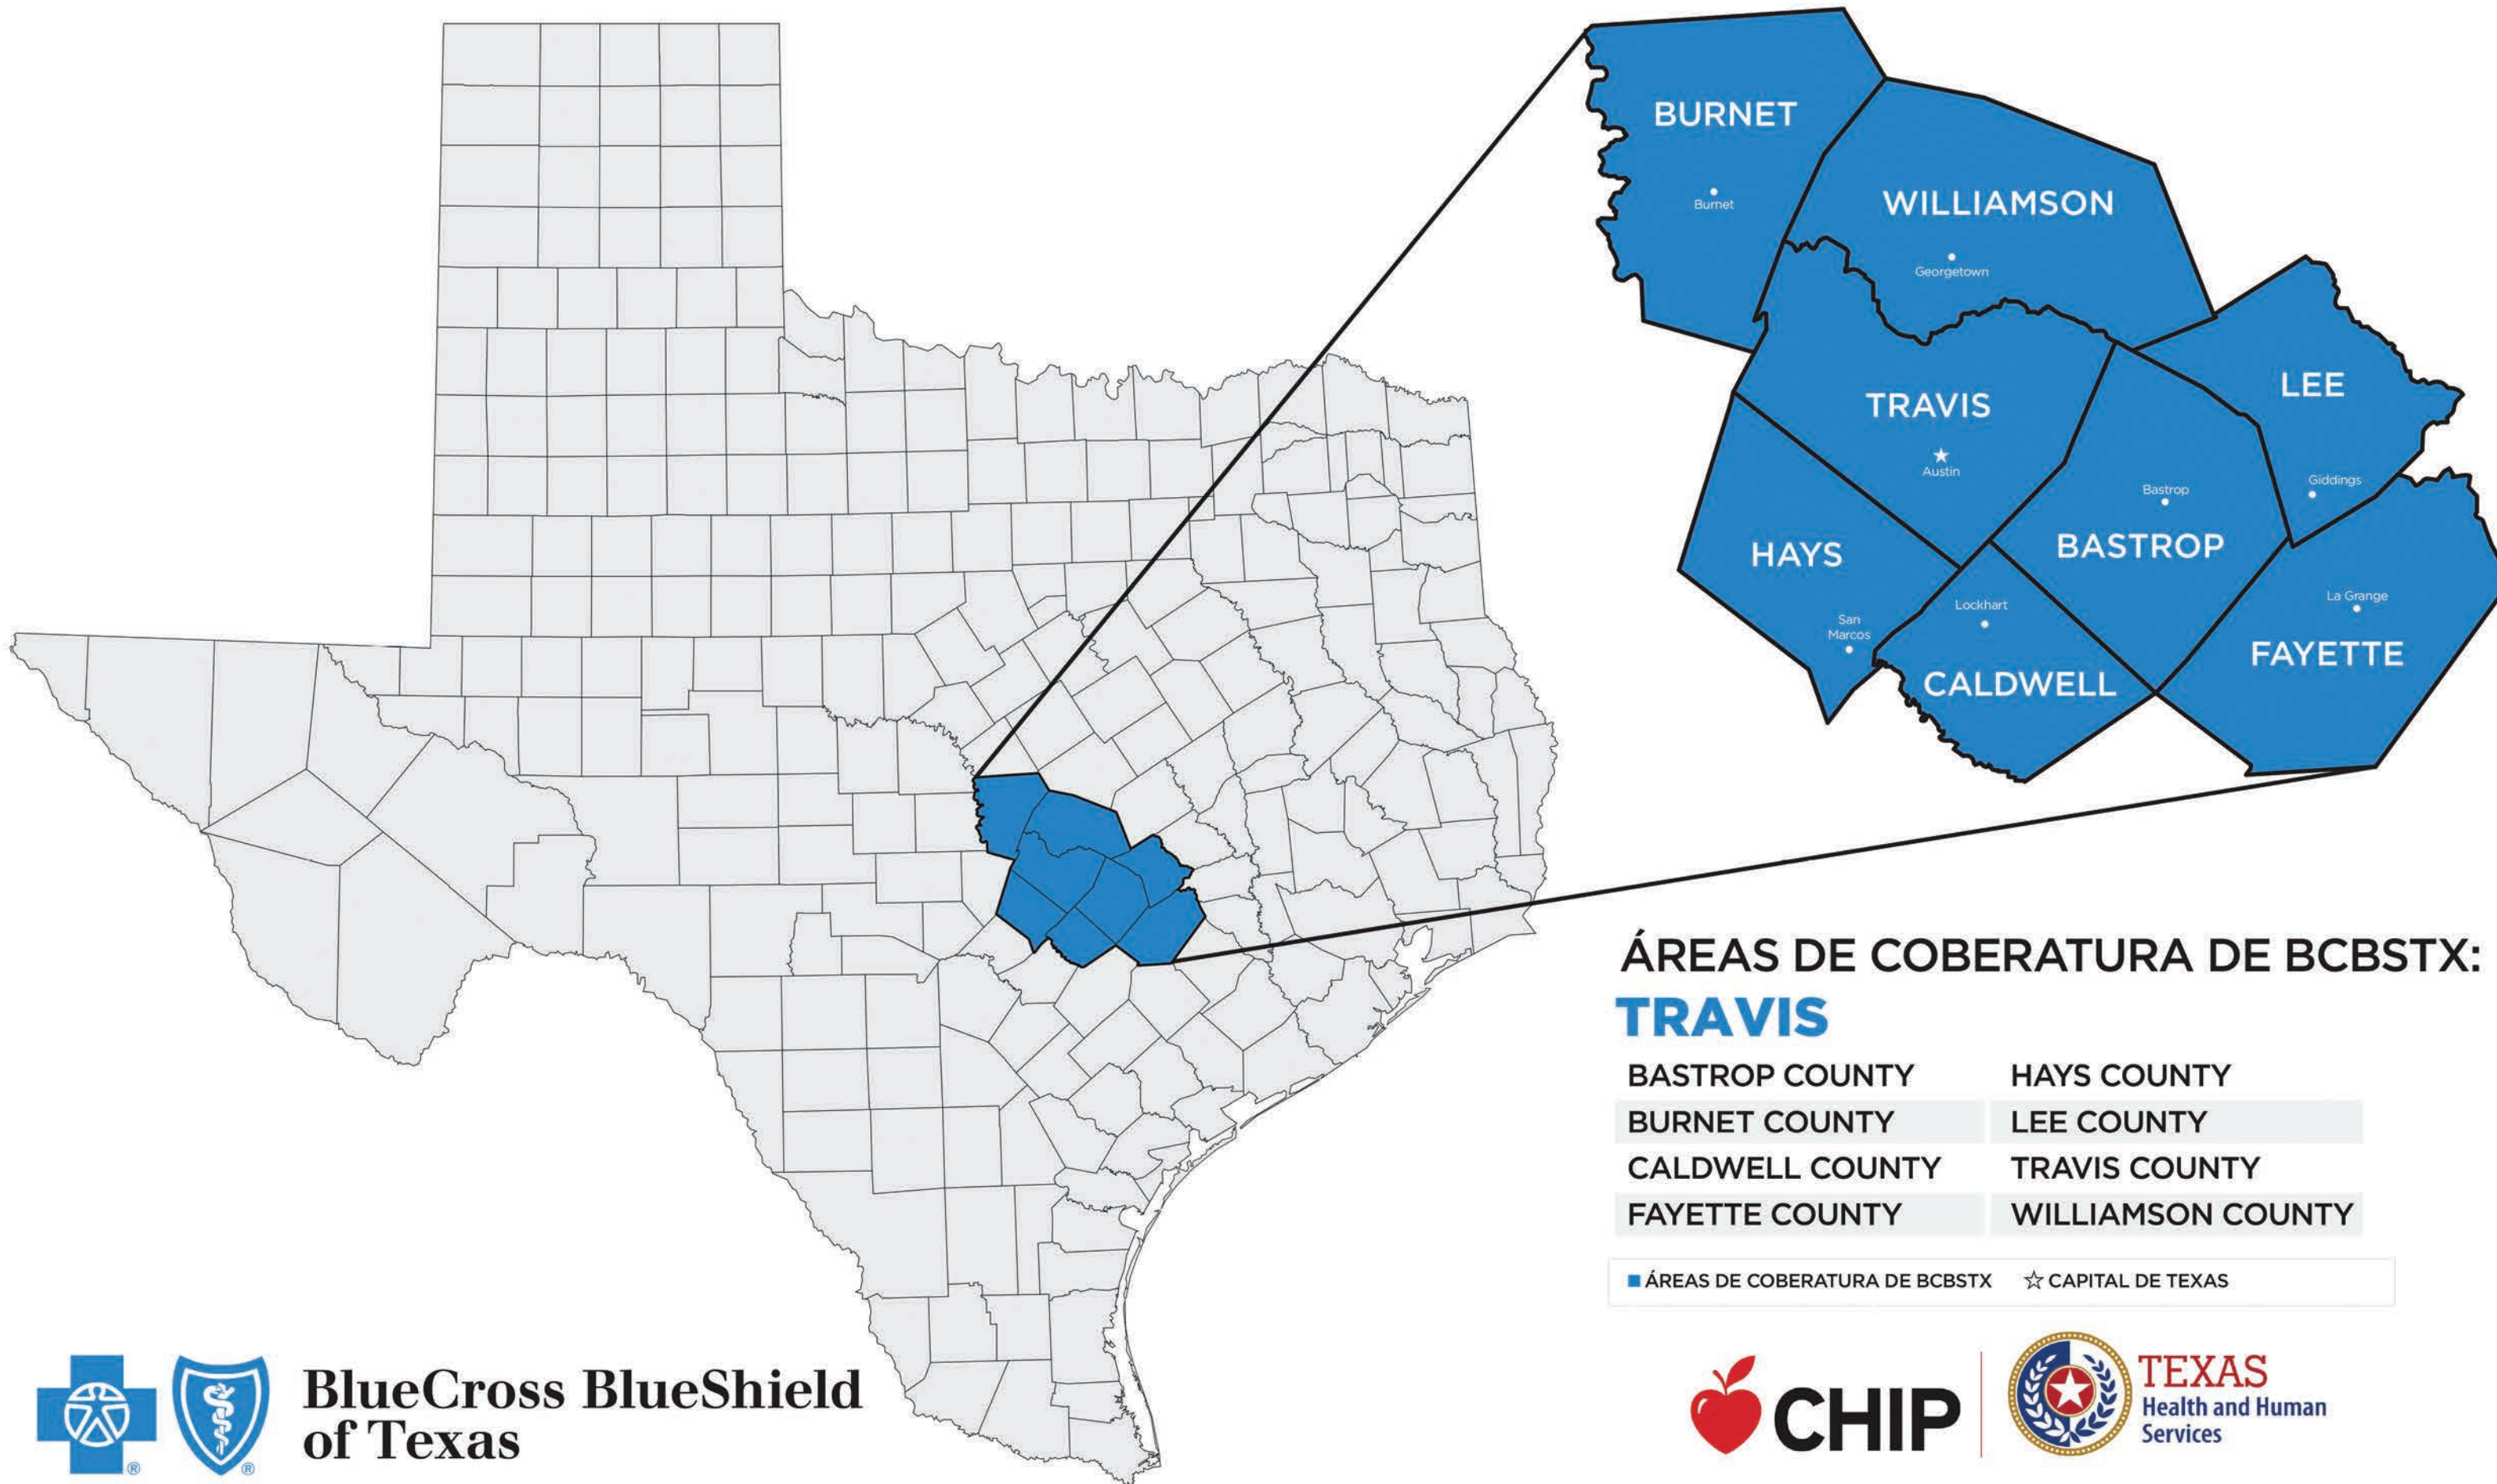 BURNET
Burnet
WILLIAMSON
Georgetown
LEE
Giddings
TRAVIS
Austin
Bastrop
BASTROP
HAYS
San
Marcos
Lockhart
CALDWELL
La Grange
FAYETTE
ÁREAS DE COBERATURA DE BCBSTX:
TRAVIS
BASTROP COUNTY HAYS COUNTY
BURNET COUNTY LEE COUNTY
CALDWELL COUNTY TRAVIS COUNTY
FAYETTE COUNTY WILLIAMSON COUNTY
ÁREAS DE COBERATURA DE BCBSTX ☆ CAPITAL DE TEXAS
BlueCross BlueShield
of Texas
® ®
CHIP
TEXAS
Health and Human
Services